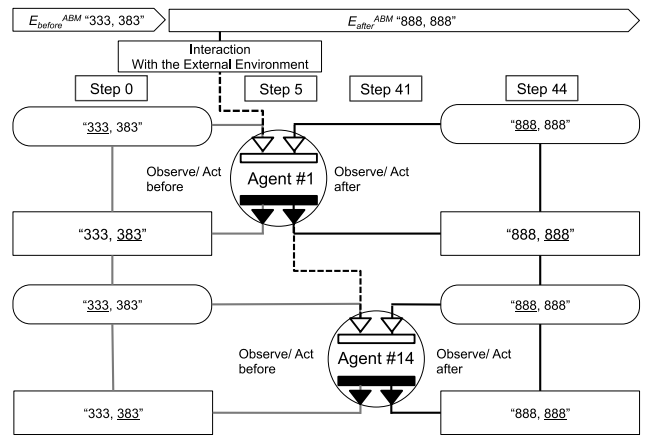 E_before^ABM “333, 383”
E_after^ABM “888, 888”
Interaction
With the External Environment
Step 0
Step 5
Step 41
Step 44
“333, 383”
“888, 888”
Observe/ Act
before
Agent #1
Observe/ Act
after
“333, 383”
“888, 888”
“333, 383”
“888, 888”
Observe/ Act
before
Agent #14
Observe/ Act
after
“333, 383”
“888, 888”